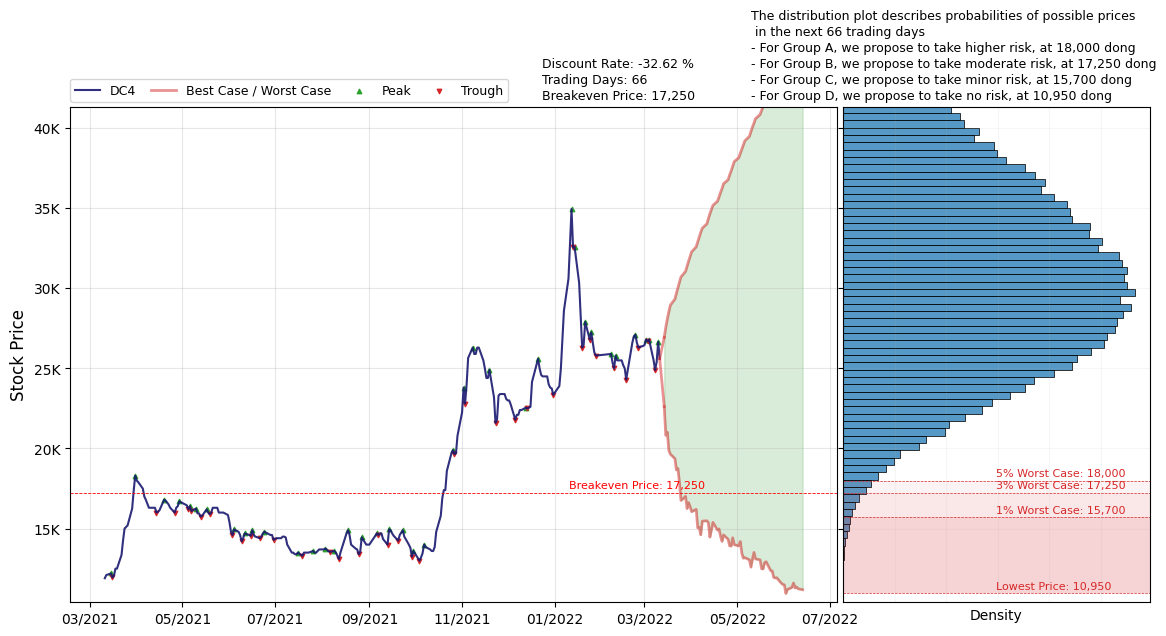 The distribution plot describes probabilities of possible prices
in the next 66 trading days
- For Group A, we propose to take higher risk, at 18,000 dong
- For Group B, we propose to take moderate risk, at 17,250 dong
- For Group C, we propose to take minor risk, at 15,700 dong
- For Group D, we propose to take no risk, at 10,950 dong
Discount Rate: -32.62 %
Trading Days: 66
Breakeven Price: 17,250
DC4 Best Case / Worst Case Peak Trough
40K
35K
30K
25K
20K
15K
Stock Price
Breakeven Price: 17,250
5% Worst Case: 18,000
3% Worst Case: 17,250
1% Worst Case: 15,700
Lowest Price: 10,950
03/2021 05/2021 07/2021 09/2021 11/2021 01/2022 03/2022 05/2022 07/2022
Density